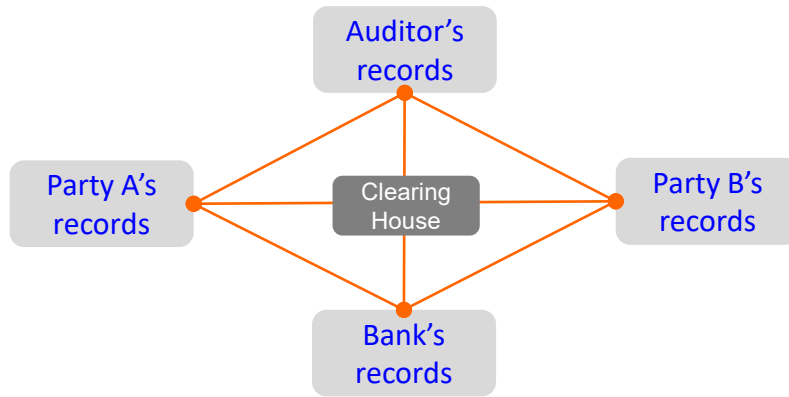 Auditor’s
records
Party A’s
records
Clearing
House
Party B’s
records
Bank’s
records